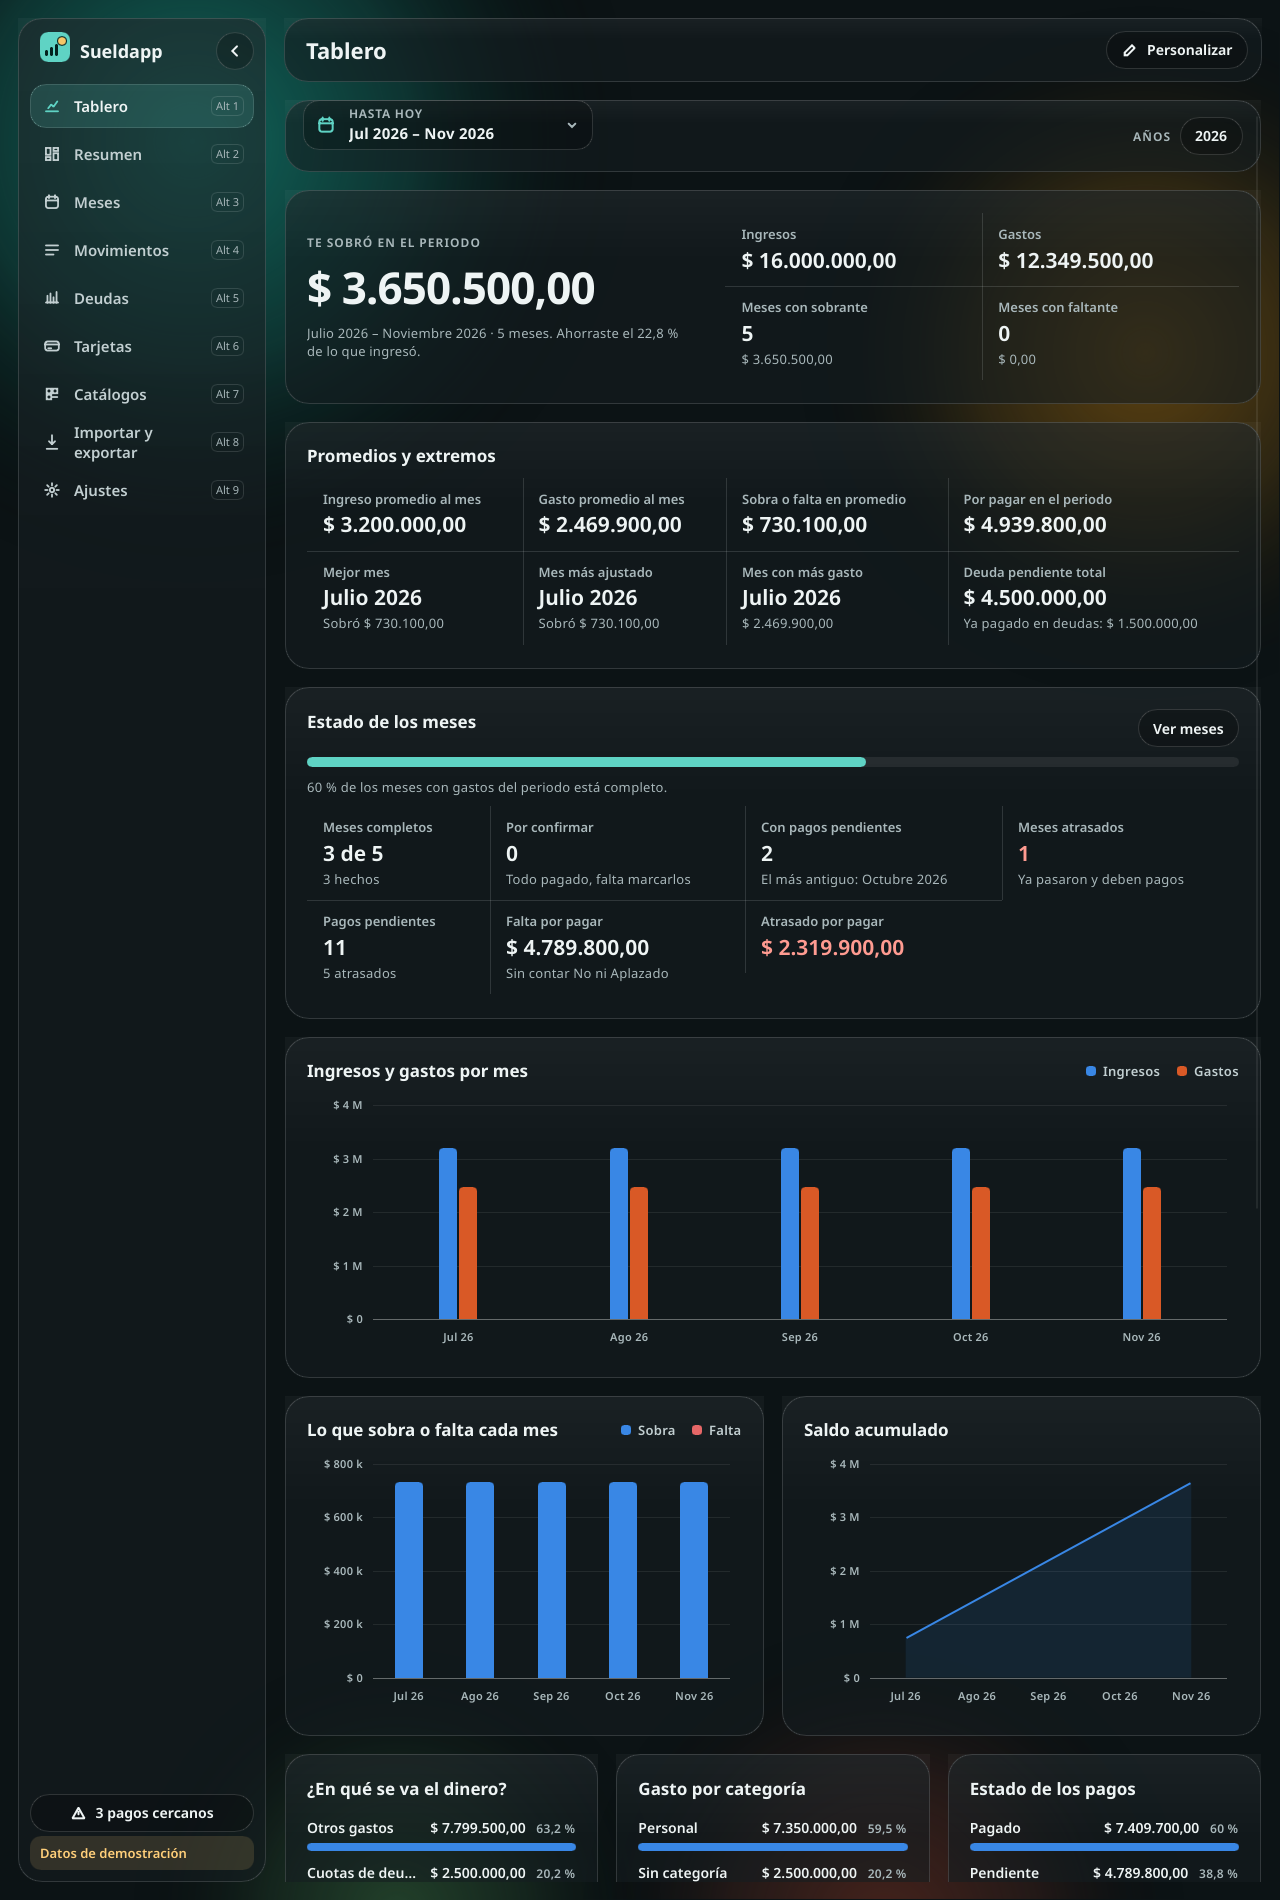 Sueldapp
Tablero Alt 1
Resumen Alt 2
Meses Alt 3
Movimientos Alt 4
Deudas Alt 5
Tarjetas Alt 6
Catálogos Alt 7
Importar y
exportar Alt 8
Ajustes Alt 9
3 pagos cercanos
Datos de demostración
Tablero
Personalizar
HASTA HOY
Jul 2026 – Nov 2026
AÑOS 2026
TE SOBRÓ EN EL PERIODO
$ 3.650.500,00
Julio 2026 – Noviembre 2026 · 5 meses. Ahorraste el 22,8 %
de lo que ingresó.
Ingresos
$ 16.000.000,00
Gastos
$ 12.349.500,00
Meses con sobrante
5
$ 3.650.500,00
Meses con faltante
0
$ 0,00
Promedios y extremos
Ingreso promedio al mes
$ 3.200.000,00
Gasto promedio al mes
$ 2.469.900,00
Sobra o falta en promedio
$ 730.100,00
Por pagar en el periodo
$ 4.939.800,00
Mejor mes
Julio 2026
Sobró $ 730.100,00
Mes más ajustado
Julio 2026
Sobró $ 730.100,00
Mes con más gasto
Julio 2026
$ 2.469.900,00
Deuda pendiente total
$ 4.500.000,00
Ya pagado en deudas: $ 1.500.000,00
Estado de los meses
Ver meses
60 % de los meses con gastos del periodo está completo.
Meses completos
3 de 5
3 hechos
Por confirmar
0
Todo pagado, falta marcarlos
Con pagos pendientes
2
El más antiguo: Octubre 2026
Meses atrasados
1
Ya pasaron y deben pagos
Pagos pendientes
11
5 atrasados
Falta por pagar
$ 4.789.800,00
Sin contar No ni Aplazado
Atrasado por pagar
$ 2.319.900,00
Ingresos y gastos por mes
Ingresos Gastos
$ 4 M
$ 3 M
$ 2 M
$ 1 M
$ 0
Jul 26 Ago 26 Sep 26 Oct 26 Nov 26
Lo que sobra o falta cada mes
Sobra Falta
$ 800 k
$ 600 k
$ 400 k
$ 200 k
$ 0
Jul 26 Ago 26 Sep 26 Oct 26 Nov 26
Saldo acumulado
$ 4 M
$ 3 M
$ 2 M
$ 1 M
$ 0
Jul 26 Ago 26 Sep 26 Oct 26 Nov 26
¿En qué se va el dinero?
Otros gastos $ 7.799.500,00 63,2 %
Cuotas de deu... $ 2.500.000,00 20,2 %
Gasto por categoría
Personal $ 7.350.000,00 59,5 %
Sin categoría $ 2.500.000,00 20,2 %
Estado de los pagos
Pagado $ 7.409.700,00 60 %
Pendiente $ 4.789.800,00 38,8 %